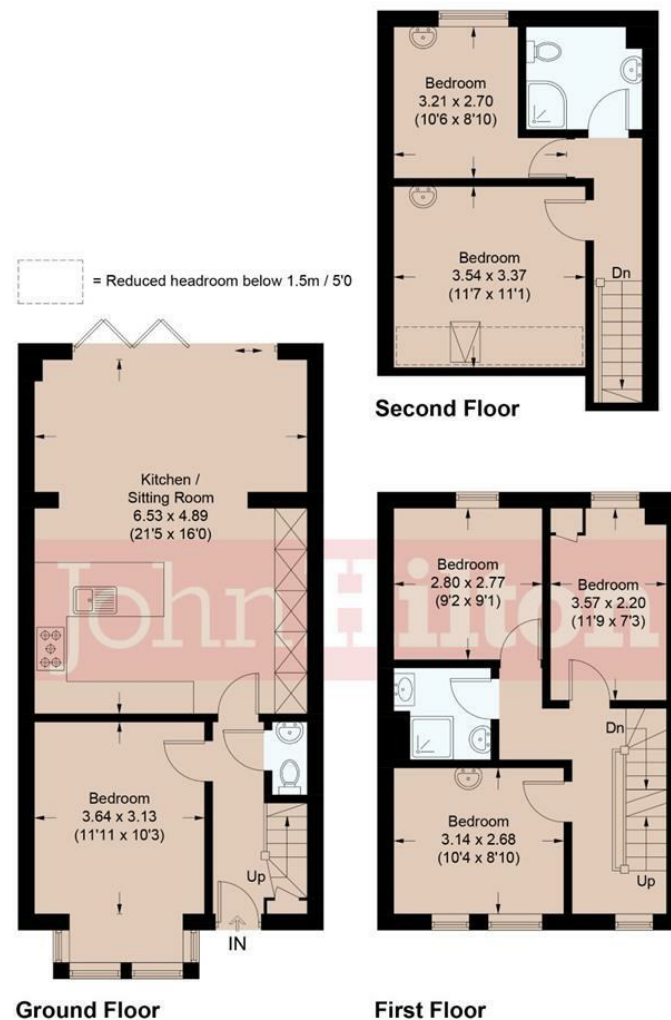 Bedroom
3.21 x 2.70
(10'6 x 8'10)
Bedroom
3.54 x 3.37
(11'7 x 11'1)
Dn
Second Floor
= Reduced headroom below 1.5m / 5'0
Kitchen /
Sitting Room
6.53 x 4.89
(21'5 x 16'0)
Bedroom
3.64 x 3.13
(11'11 x 10'3)
Up
IN
Ground Floor
Bedroom
2.80 x 2.77
(9'2 x 9'1)
Bedroom
3.57 x 2.20
(11'9 x 7'3)
Dn
Bedroom
3.14 x 2.68
(10'4 x 8'10)
Up
First Floor
John Hilton